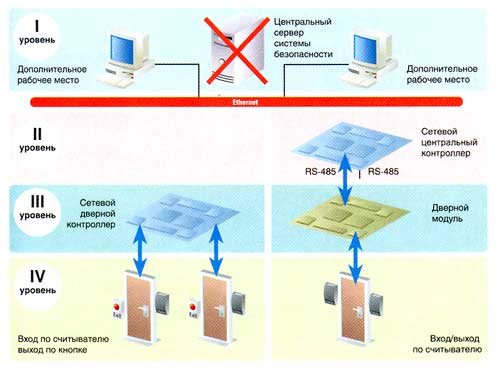 I
уровень
Центральный
сервер
системы
безопасности
Дополнительное
рабочее место
Дополнительное
рабочее место
Ethernet
II
уровень
Сетевой
центральный
контроллер
RS-485
RS-485
III
уровень
Сетевой
дверной
контроллер
Дверной
модуль
IV
уровень
Exit
Exit
Вход по считывателю
выход по кнопке
Вход/выход
по считывателю